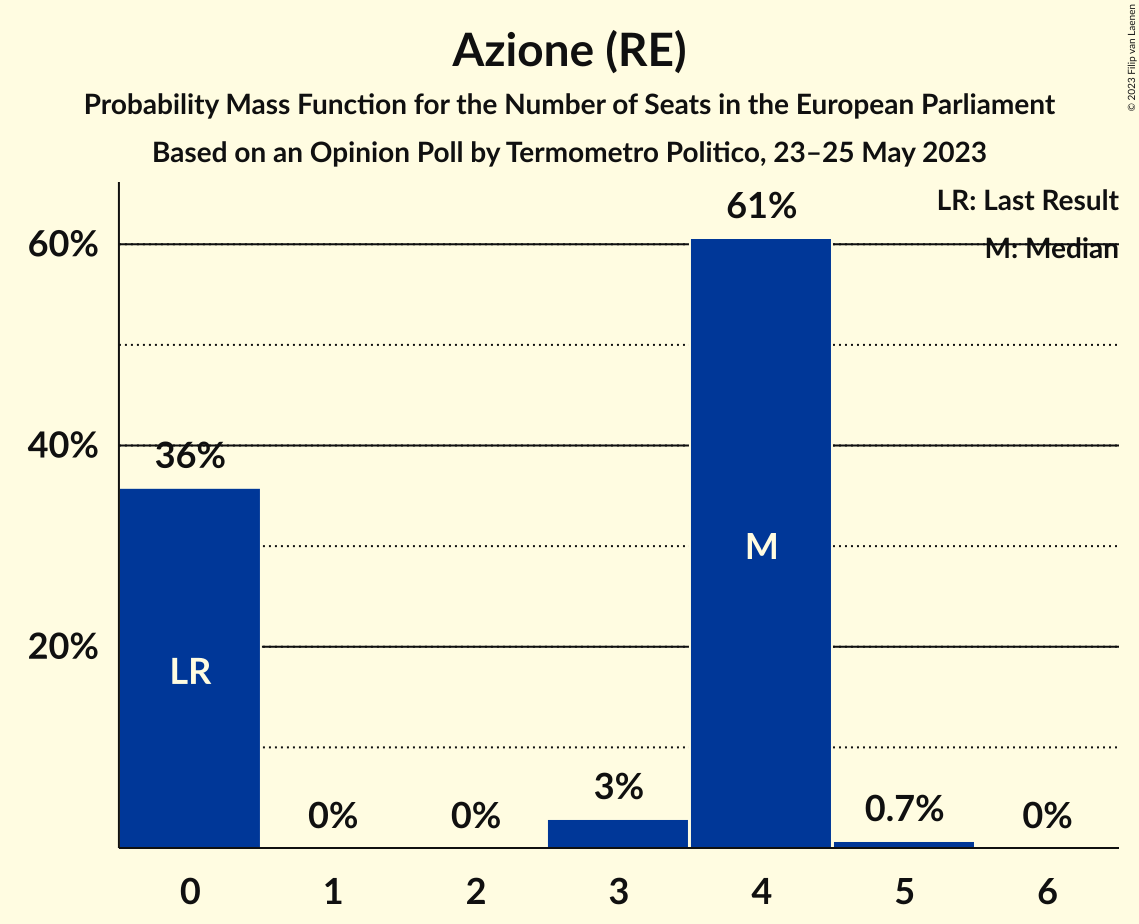 Azione (RE)
Probability Mass Function for the Number of Seats in the European Parliament
Based on an Opinion Poll by Termometro Politico, 23–25 May 2023
© 2023 Filip van Laenen
LR: Last Result
M: Median
60%
40%
20%
36%
0%
0%
3%
61%
0.7%
0%
LR
M
0 1 2 3 4 5 6